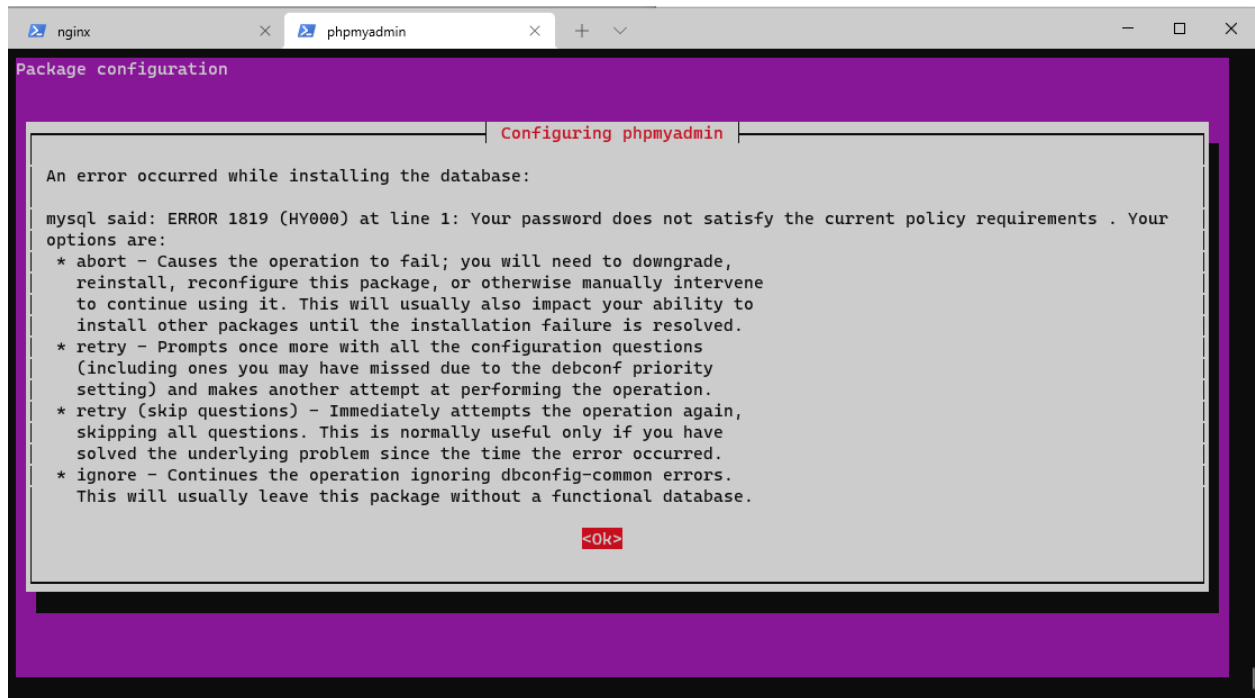 nginx
phpmyadmin
Package configuration
Configuring phpmyadmin
An error occurred while installing the database:
mysql said: ERROR 1819 (HY000) at line 1: Your password does not satisfy the current policy requirements . Your
options are:
* abort - Causes the operation to fail; you will need to downgrade,
reinstall, reconfigure this package, or otherwise manually intervene
to continue using it. This will usually also impact your ability to
install other packages until the installation failure is resolved.
* retry - Prompts once more with all the configuration questions
(including ones you may have missed due to the debconf priority
setting) and makes another attempt at performing the operation.
* retry (skip questions) - Immediately attempts the operation again,
skipping all questions. This is normally useful only if you have
solved the underlying problem since the time the error occurred.
* ignore - Continues the operation ignoring dbconfig-common errors.
This will usually leave this package without a functional database.
<Ok>